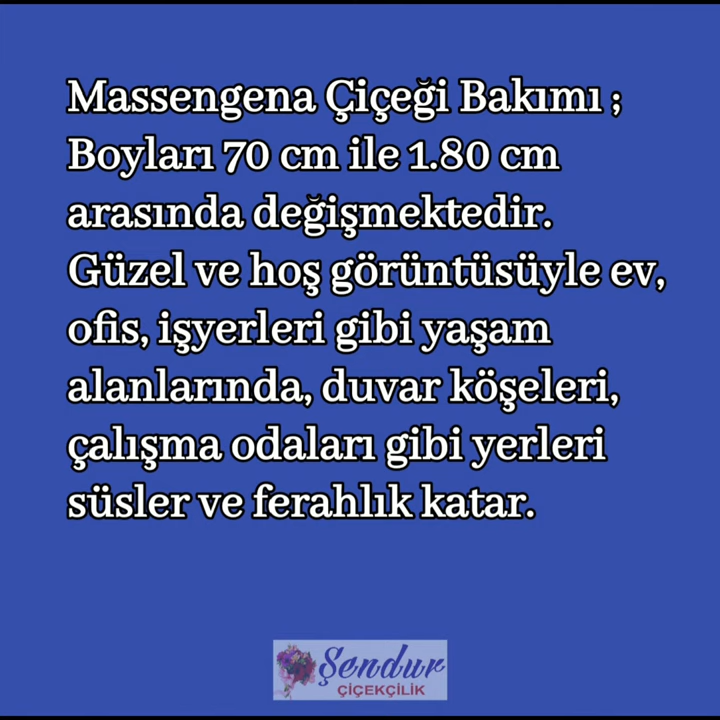 Massengena Çiçeği Bakımı ;
Boyları 70 cm ile 1.80 cm
arasında değişmektedir.
Güzel ve hoş görüntüsüyle ev,
ofis, işyerleri gibi yaşam
alanlarında, duvar köşeleri,
çalışma odaları gibi yerleri
süsler ve ferahlık katar.
Şendur
ÇİÇEKÇİLİK